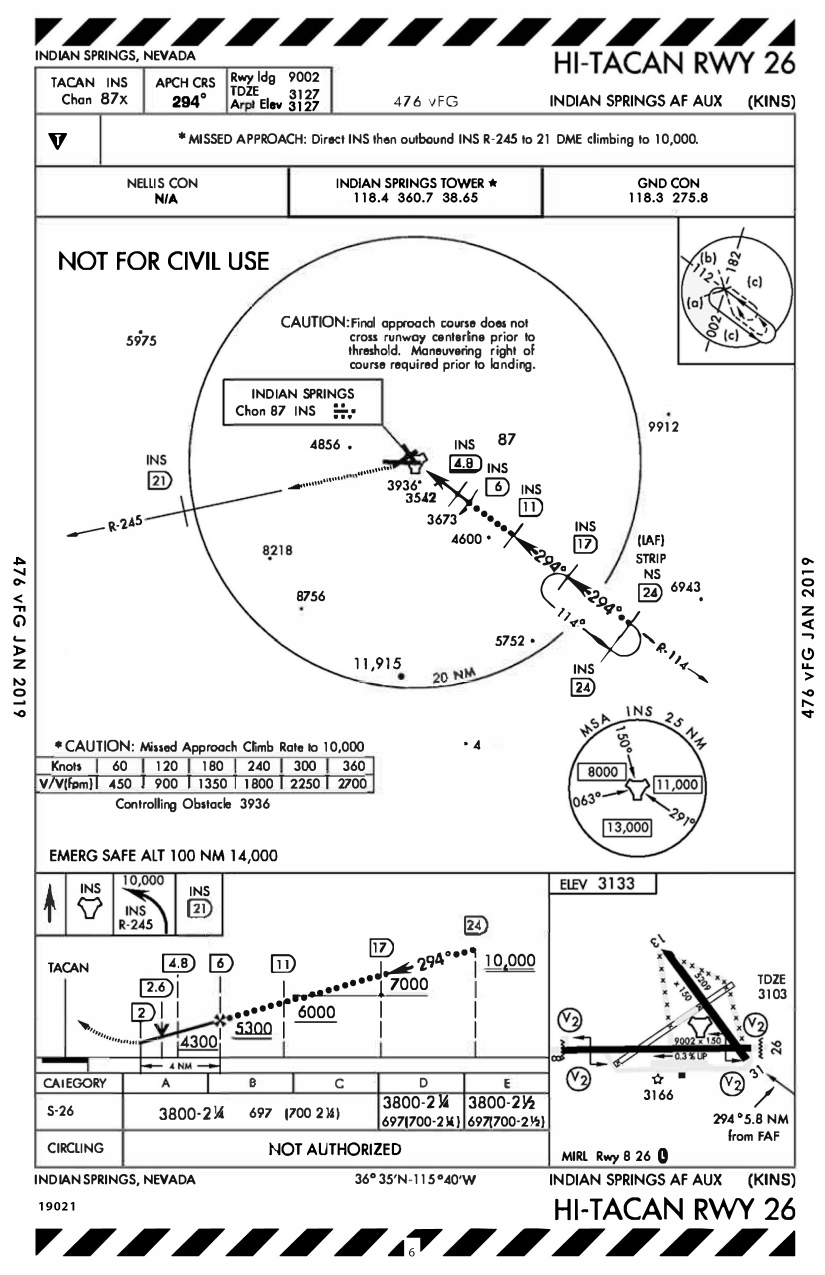 INDIAN SPRINGS, NEVADA
HI-TACAN RWY 26
TACAN INS
Chan 87x
APCH CRS
294°
Rwy ldg 9002
TDZE 3127
Arpt Elev 3127
476 vFG
INDIAN SPRINGS AF AUX (KINS)
T
* MISSED APPROACH: Direct INS then outbound INS R-245 to 21 DME climbing to 10,000.
NELLIS CON
N/A
INDIAN SPRINGS TOWER ★
118.4 360.7 38.65
GND CON
118.3 275.8
NOT FOR CIVIL USE
(b)
182
112
(c)
(a)
002
(c)
CAUTION: Final approach course does not
cross runway centerline prior to
threshold. Maneuvering right of
course required prior to landing.
5975
INDIAN SPRINGS
Chon 87 INS
9912
4856
INS
4.8
87
INS
21
INS
6
3936
3542
INS
11
R-245
3673
4600
INS
17
(IAF)
STRIP
NS
24
8218
294°
6943
8756
294°
114°
5752
R-114
11,915
20 NM
INS
24
476 vFG JAN 2019
476 vFG JAN 2019
MSA INS 25 NM
150°
8000
11,000
063°
291°
13,000
4
* CAUTION: Missed Approach Climb Rate to 10,000
Knots 60 120 180 240 300 360
V/V(fpm) 450 900 1350 1800 2250 2700
Controlling Obstacle 3936
EMERG SAFE ALT 100 NM 14,000
INS
10,000
INS
R-245
INS
21
ELEV 3133
TACAN
2
2.6
4.8
6
11
17
24
294°
10,000
7000
6000
5300
4300
4 NM
13
5209
x 150
TDZE
3103
V2
V2
9002 x 150
0.3 % UP
8
26
V2
V2
31
3166
294° 5.8 NM
from FAF
MIRL Rwy 8 26 L
CAIEGORY A B C D E
S-26 3800-2¼ 697 (700 2¼) 3800-2¼ 3800-2½
697(700-2¼) 697(700-2½)
CIRCLING NOT AUTHORIZED
INDIAN SPRINGS, NEVADA
36° 35'N-115°40'W
INDIAN SPRINGS AF AUX (KINS)
19021
HI-TACAN RWY 26
6